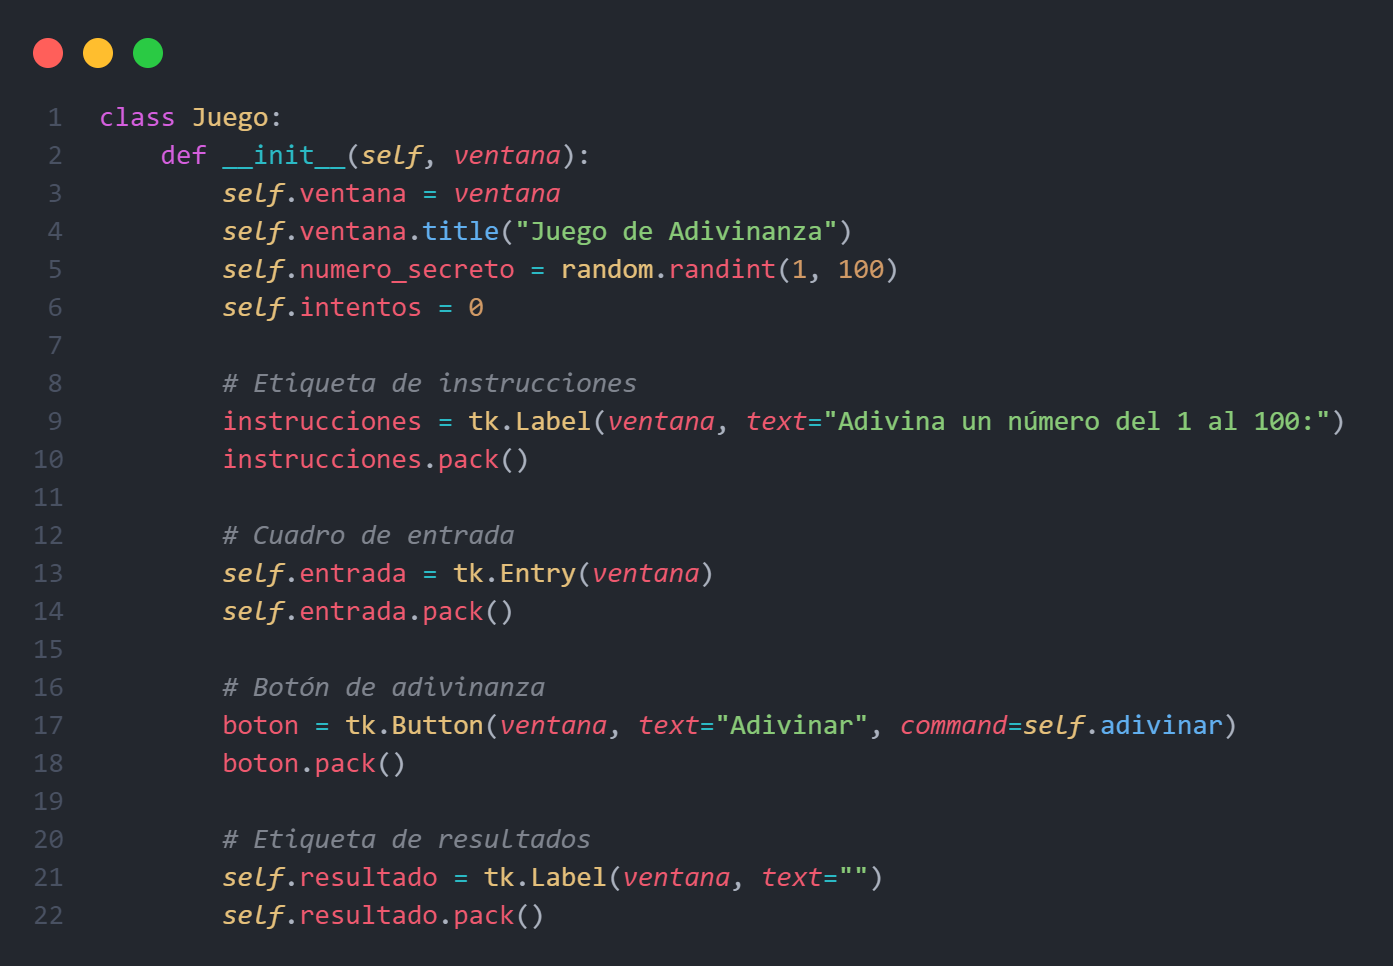 1 class Juego:
2     def __init__(self, ventana):
3         self.ventana = ventana
4         self.ventana.title("Juego de Adivinanza")
5         self.numero_secreto = random.randint(1, 100)
6         self.intentos = 0
7
8         # Etiqueta de instrucciones
9         instrucciones = tk.Label(ventana, text="Adivina un número del 1 al 100:")
10         instrucciones.pack()
11
12         # Cuadro de entrada
13         self.entrada = tk.Entry(ventana)
14         self.entrada.pack()
15
16         # Botón de adivinanza
17         boton = tk.Button(ventana, text="Adivinar", command=self.adivinar)
18         boton.pack()
19
20         # Etiqueta de resultados
21         self.resultado = tk.Label(ventana, text="")
22         self.resultado.pack()